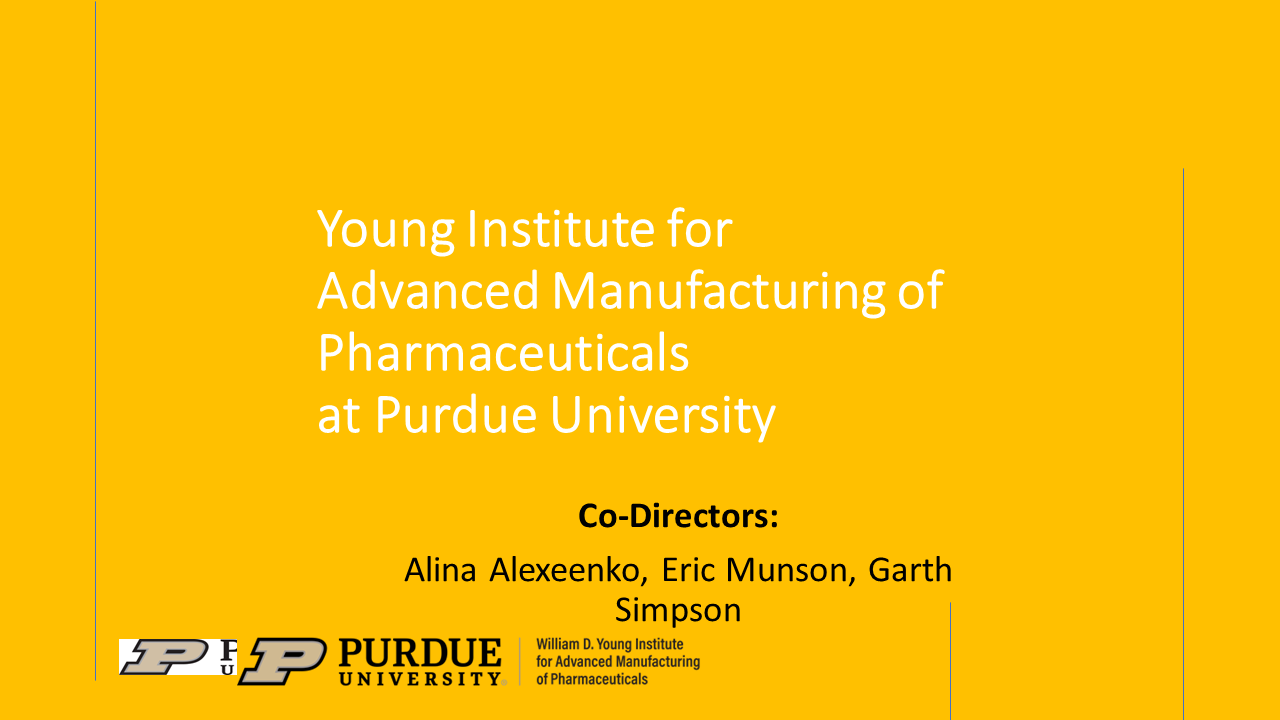 Young Institute for
Advanced Manufacturing of
Pharmaceuticals
at Purdue University
Co-Directors:
Alina Alexeenko, Eric Munson, Garth
Simpson
P P
U
P PURDUE
UNIVERSITY®
William D. Young Institute
for Advanced Manufacturing
of Pharmaceuticals